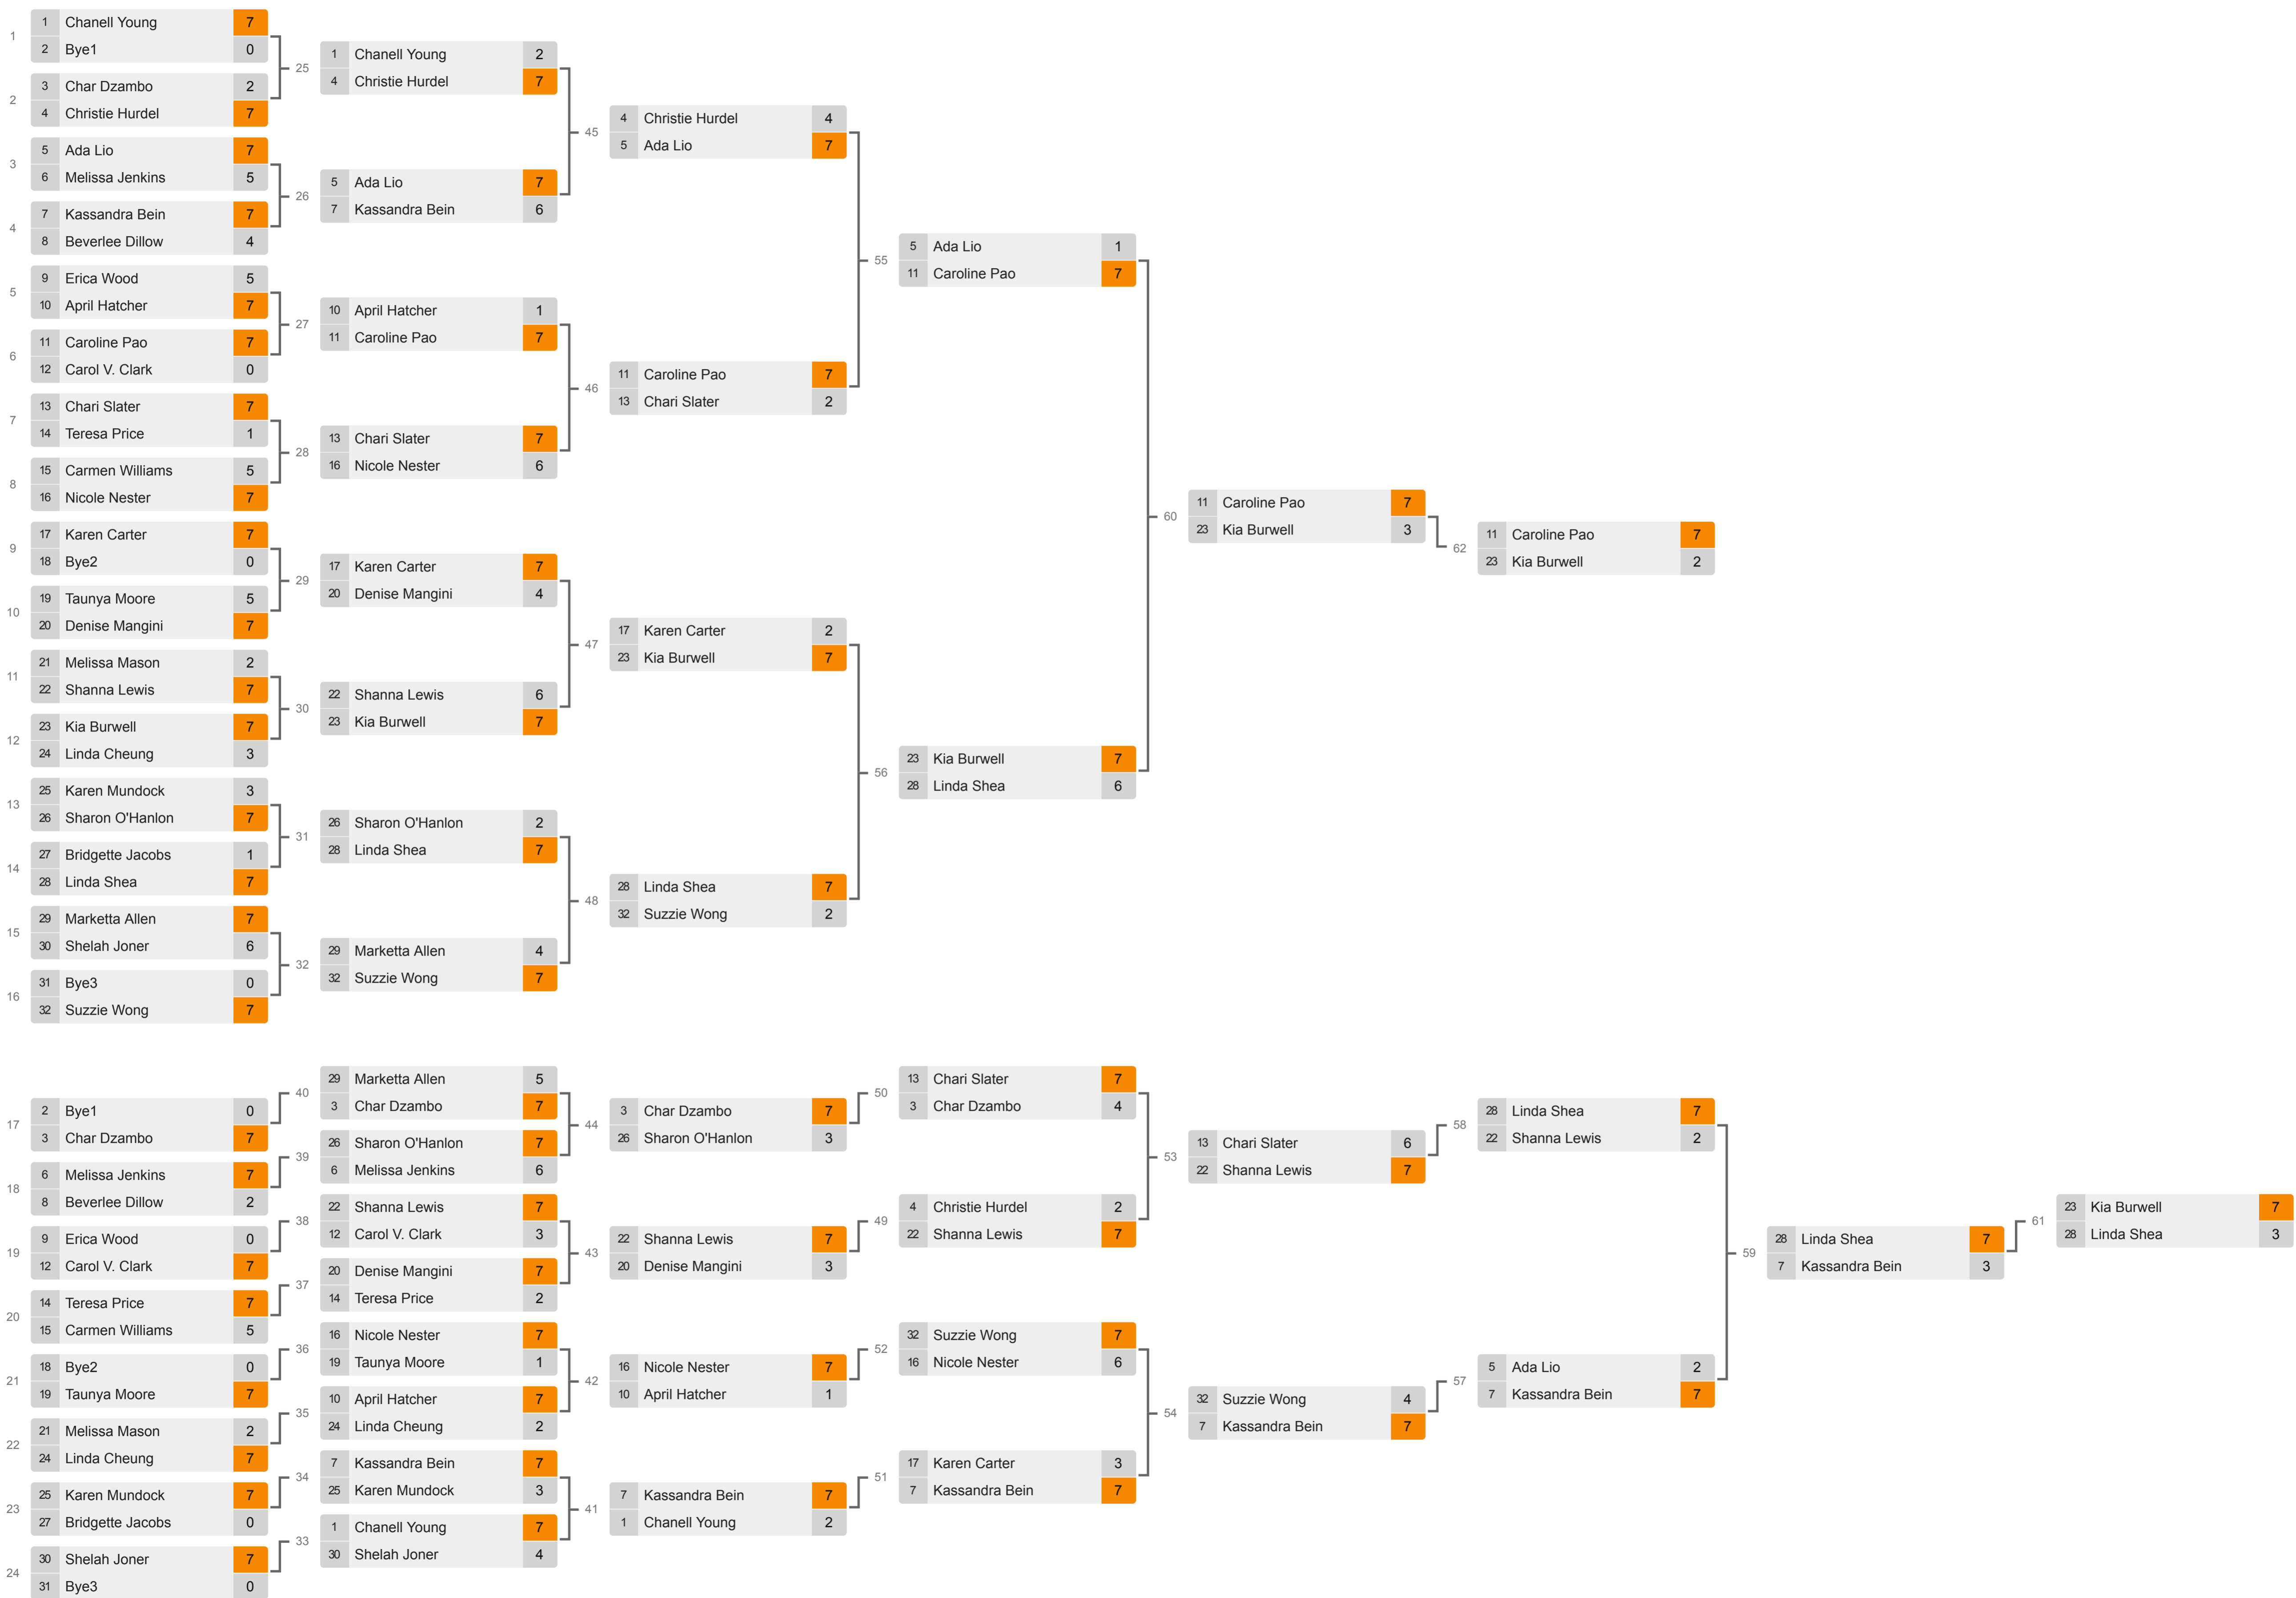 1
1 Chanell Young 7
2 Bye1 0
2
3 Char Dzambo 2
4 Christie Hurdel 7
3
5 Ada Lio 7
6 Melissa Jenkins 5
4
7 Kassandra Bein 7
8 Beverlee Dillow 4
5
9 Erica Wood 5
10 April Hatcher 7
6
11 Caroline Pao 7
12 Carol V. Clark 0
7
13 Chari Slater 7
14 Teresa Price 1
8
15 Carmen Williams 5
16 Nicole Nester 7
9
17 Karen Carter 7
18 Bye2 0
10
19 Taunya Moore 5
20 Denise Mangini 7
11
21 Melissa Mason 2
22 Shanna Lewis 7
12
23 Kia Burwell 7
24 Linda Cheung 3
13
25 Karen Mundock 3
26 Sharon O'Hanlon 7
14
27 Bridgette Jacobs 1
28 Linda Shea 7
15
29 Marketta Allen 7
30 Shelah Joner 6
16
31 Bye3 0
32 Suzzie Wong 7
25
1 Chanell Young 2
4 Christie Hurdel 7
26
5 Ada Lio 7
7 Kassandra Bein 6
27
10 April Hatcher 1
11 Caroline Pao 7
28
13 Chari Slater 7
16 Nicole Nester 6
29
17 Karen Carter 7
20 Denise Mangini 4
30
22 Shanna Lewis 6
23 Kia Burwell 7
31
26 Sharon O'Hanlon 2
28 Linda Shea 7
32
29 Marketta Allen 4
32 Suzzie Wong 7
45
4 Christie Hurdel 4
5 Ada Lio 7
46
11 Caroline Pao 7
13 Chari Slater 2
47
17 Karen Carter 2
23 Kia Burwell 7
48
28 Linda Shea 7
32 Suzzie Wong 2
55
5 Ada Lio 1
11 Caroline Pao 7
56
23 Kia Burwell 7
28 Linda Shea 6
60
11 Caroline Pao 7
23 Kia Burwell 3
62
11 Caroline Pao 7
23 Kia Burwell 2
17
2 Bye1 0
3 Char Dzambo 7
18
6 Melissa Jenkins 7
8 Beverlee Dillow 2
19
9 Erica Wood 0
12 Carol V. Clark 7
20
14 Teresa Price 7
15 Carmen Williams 5
21
18 Bye2 0
19 Taunya Moore 7
22
21 Melissa Mason 2
24 Linda Cheung 7
23
25 Karen Mundock 7
27 Bridgette Jacobs 0
24
30 Shelah Joner 7
31 Bye3 0
40
29 Marketta Allen 5
3 Char Dzambo 7
39
26 Sharon O'Hanlon 7
6 Melissa Jenkins 6
38
22 Shanna Lewis 7
12 Carol V. Clark 3
37
20 Denise Mangini 7
14 Teresa Price 2
36
16 Nicole Nester 7
19 Taunya Moore 1
35
10 April Hatcher 7
24 Linda Cheung 2
34
7 Kassandra Bein 7
25 Karen Mundock 3
33
1 Chanell Young 7
30 Shelah Joner 4
44
3 Char Dzambo 7
26 Sharon O'Hanlon 3
43
22 Shanna Lewis 7
20 Denise Mangini 3
42
16 Nicole Nester 7
10 April Hatcher 1
41
7 Kassandra Bein 7
1 Chanell Young 2
50
13 Chari Slater 7
3 Char Dzambo 4
49
4 Christie Hurdel 2
22 Shanna Lewis 7
52
32 Suzzie Wong 7
16 Nicole Nester 6
51
17 Karen Carter 3
7 Kassandra Bein 7
53
13 Chari Slater 6
22 Shanna Lewis 7
54
32 Suzzie Wong 4
7 Kassandra Bein 7
58
28 Linda Shea 7
22 Shanna Lewis 2
57
5 Ada Lio 2
7 Kassandra Bein 7
59
28 Linda Shea 7
7 Kassandra Bein 3
61
23 Kia Burwell 7
28 Linda Shea 3